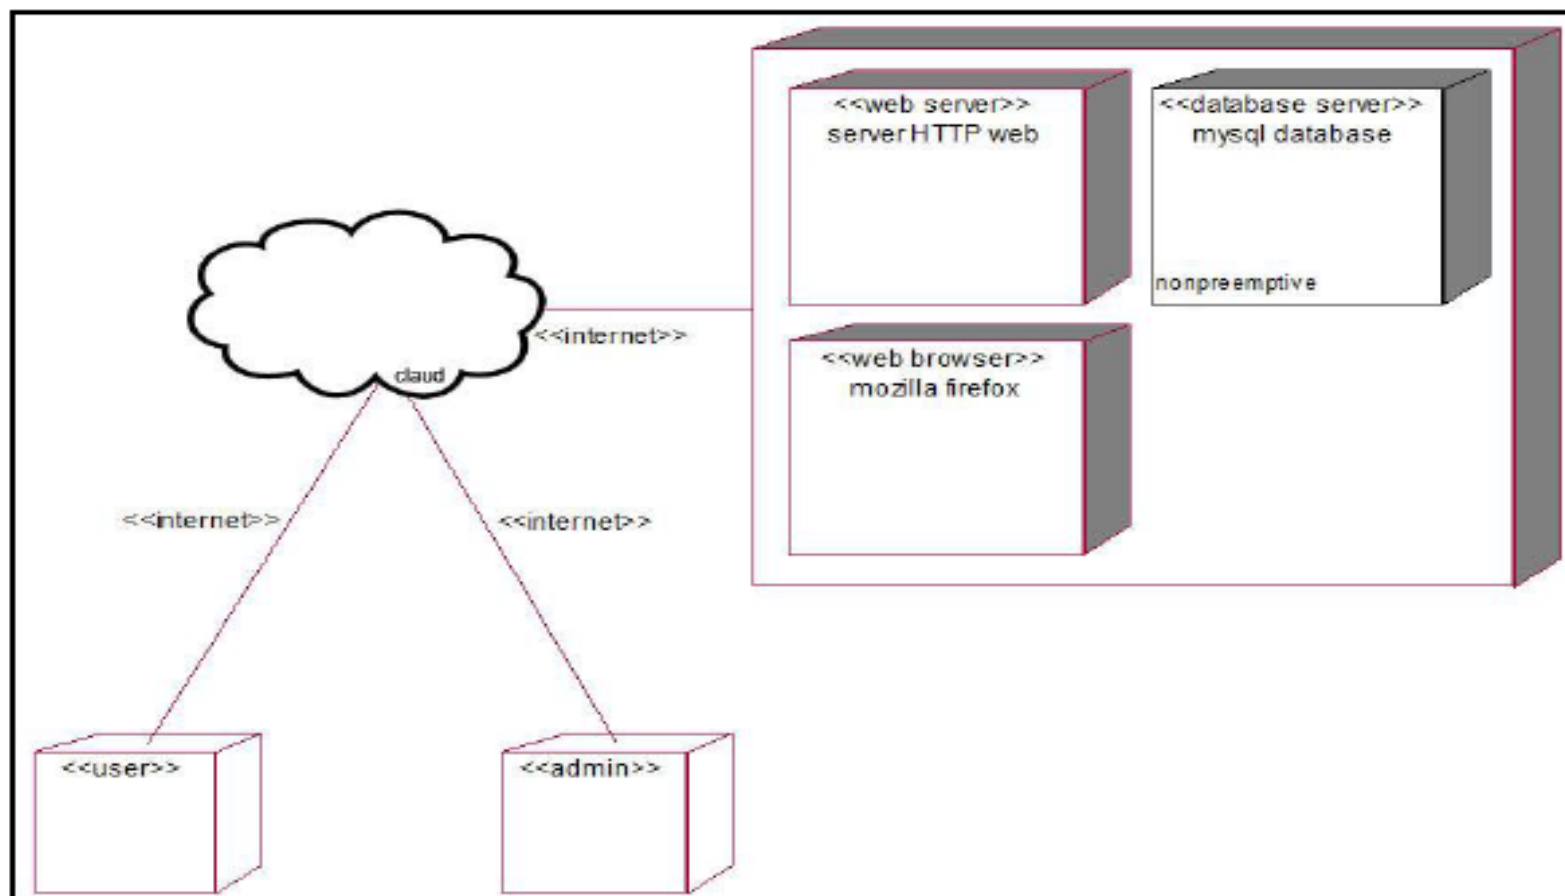 <<web server>>
server HTTP web
<<database server>>
mysql database
nonpreemptive
<<internet>>
<<web browser>>
mozilla firefox
claud
<<internet>>
<<internet>>
<<user>>
<<admin>>